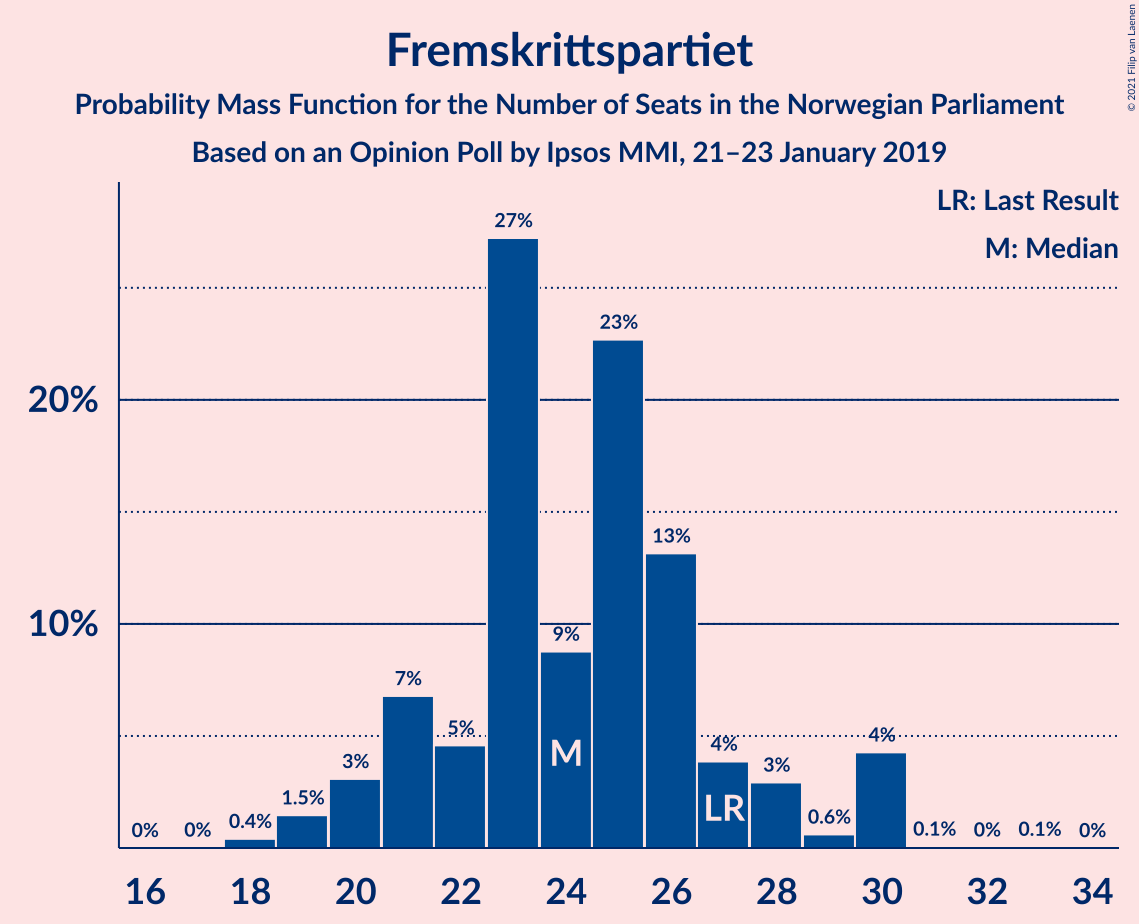 © 2021 Filip van Laenen
Fremskrittspartiet
Probability Mass Function for the Number of Seats in the Norwegian Parliament
Based on an Opinion Poll by Ipsos MMI, 21–23 January 2019
LR: Last Result
M: Median
20%
10%
0%
0%
0.4%
1.5%
3%
7%
5%
27%
9%
23%
13%
4%
3%
0.6%
4%
0.1%
0%
0.1%
0%
M
LR
16 18 20 22 24 26 28 30 32 34